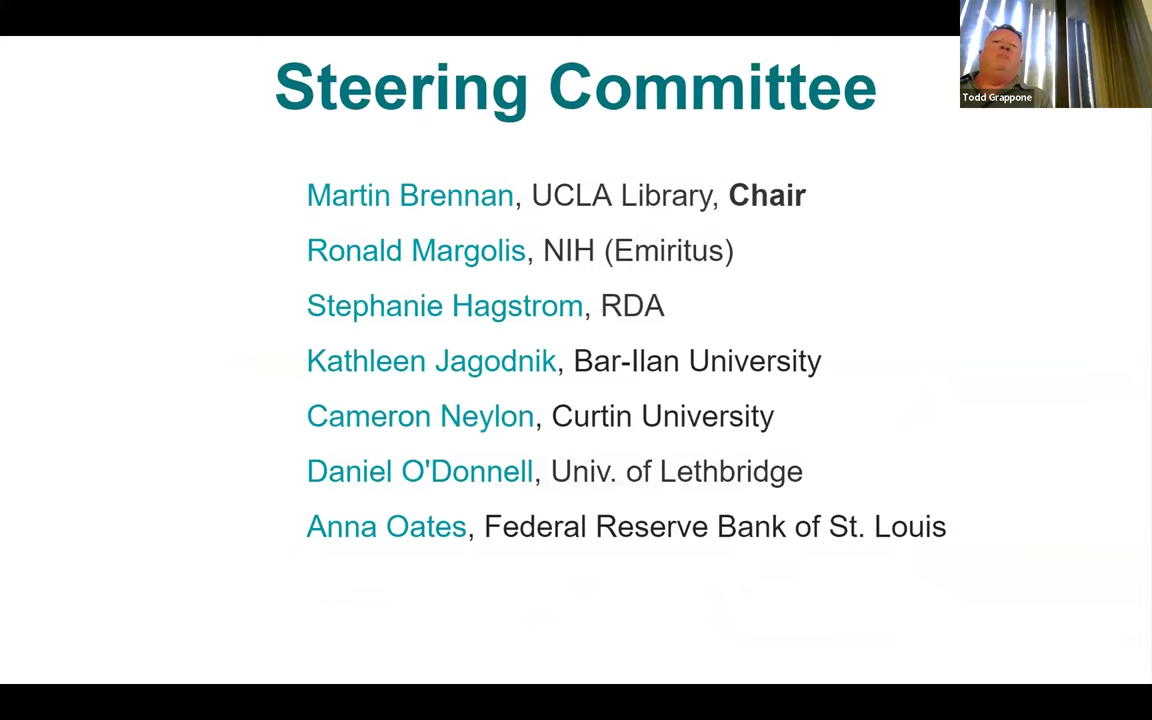 Steering Committee
Todd Grappone
Martin Brennan, UCLA Library, Chair
Ronald Margolis, NIH (Emiritus)
Stephanie Hagstrom, RDA
Kathleen Jagodnik, Bar-Ilan University
Cameron Neylon, Curtin University
Daniel O'Donnell, Univ. of Lethbridge
Anna Oates, Federal Reserve Bank of St. Louis